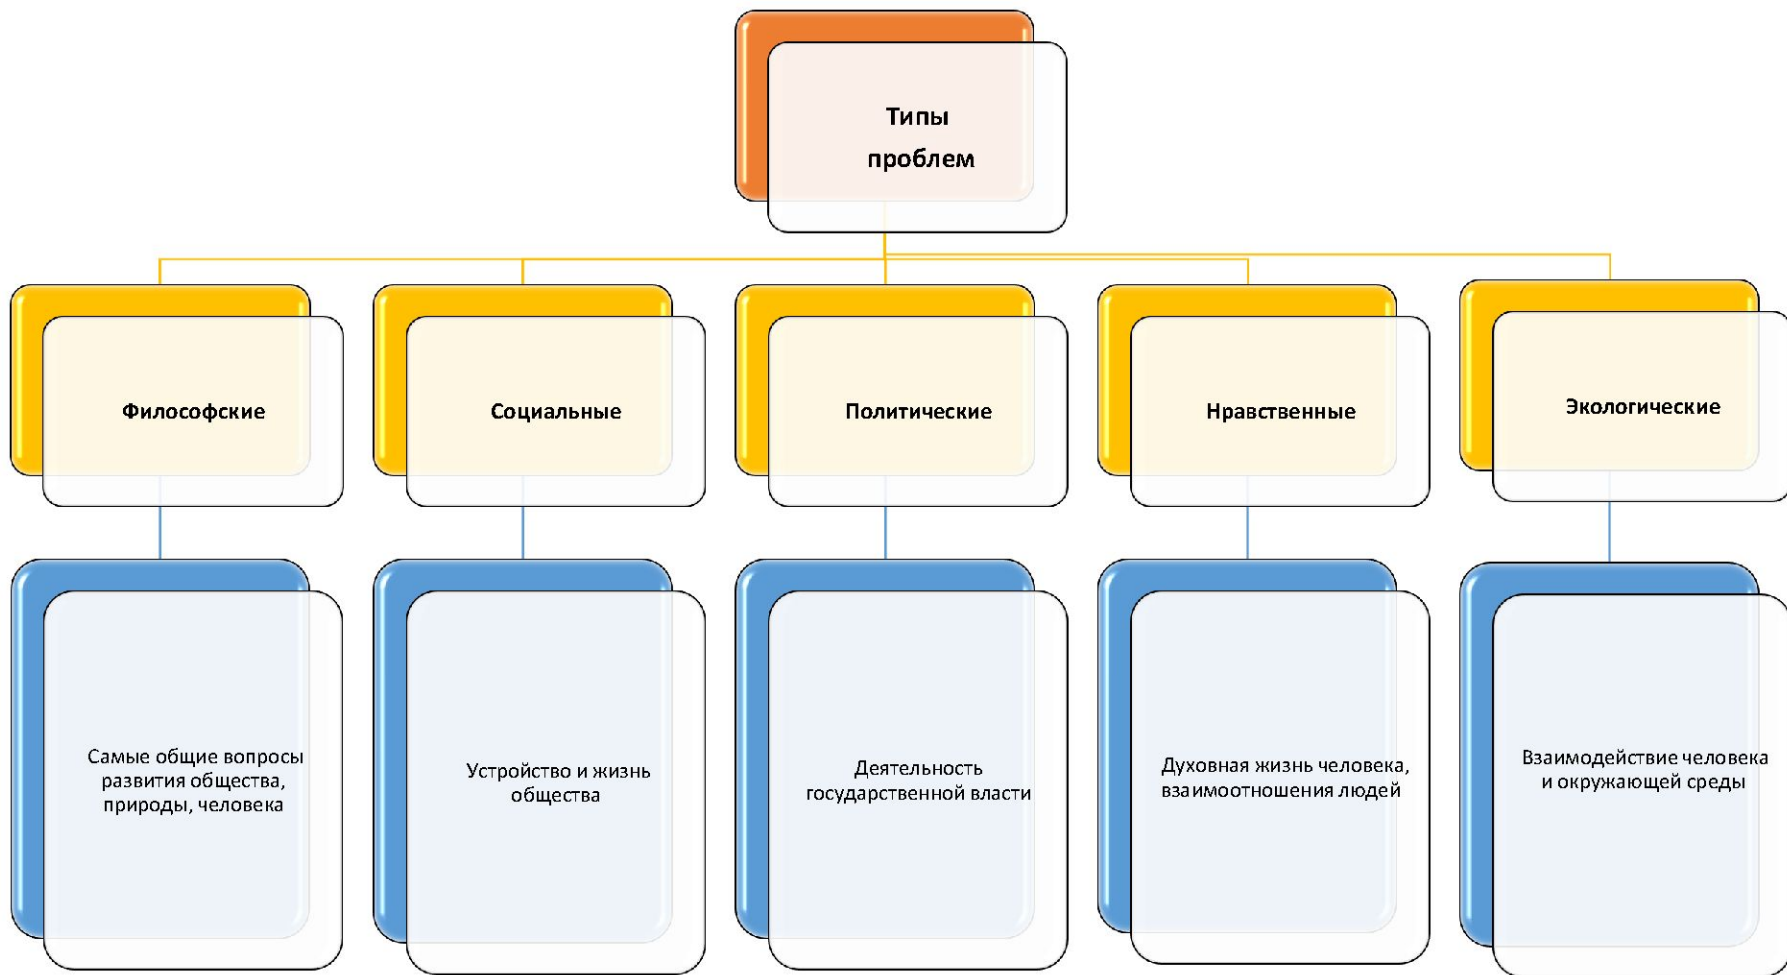 Типы
проблем
Философские
Социальные
Политические
Нравственные
Экологические
Самые общие вопросы
развития общества,
природы, человека
Устройство и жизнь
общества
Деятельность
государственной власти
Духовная жизнь человека,
взаимоотношения людей
Взаимодействие человека
и окружающей среды